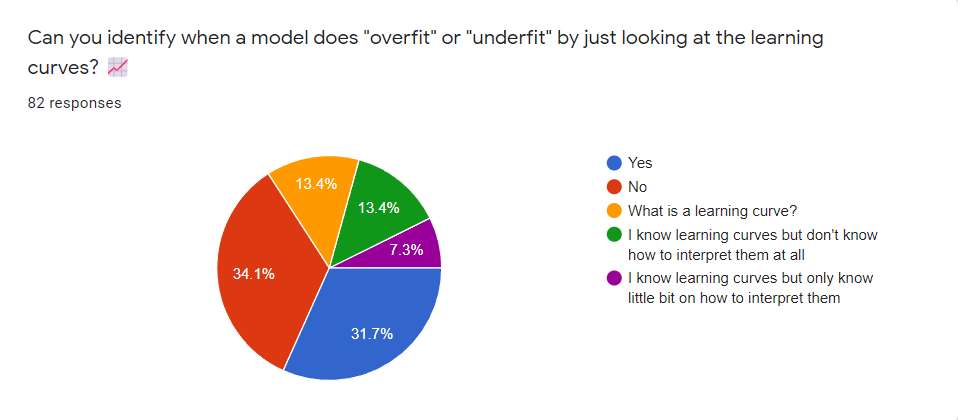 Can you identify when a model does "overfit" or "underfit" by just looking at the learning
curves? 📈
82 responses
13.4%
13.4%
7.3%
34.1%
31.7%
Yes
No
What is a learning curve?
I know learning curves but don't know
how to interpret them at all
I know learning curves but only know
little bit on how to interpret them